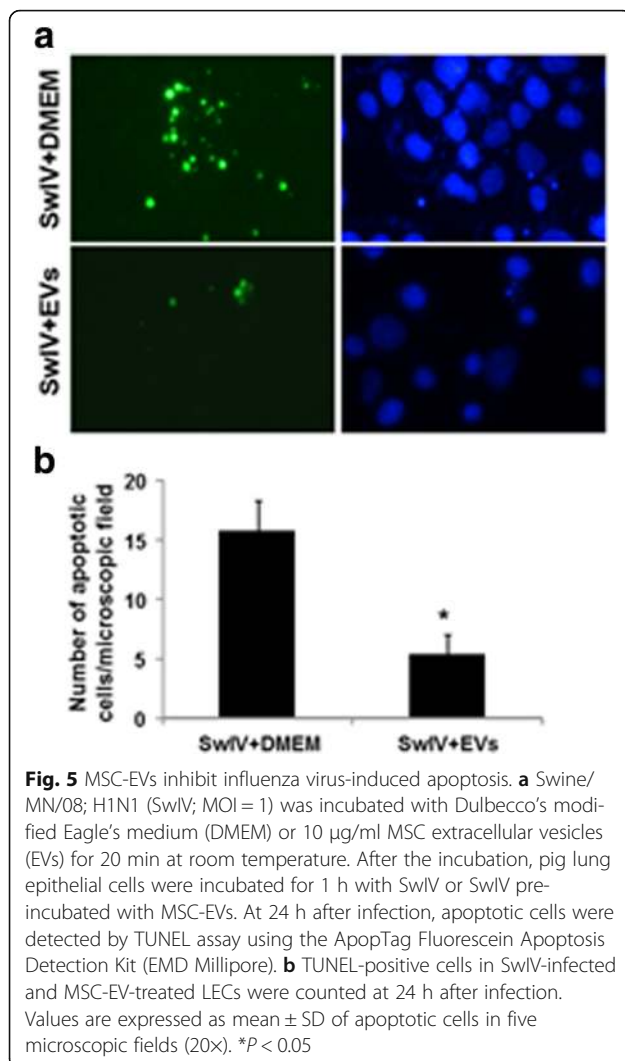 a
SwIV+DMEM
SwIV+EVs
b
Number of apoptotic
cells/microscopic field
20
15
10
5
0
*
SwIV+DMEM
SwIV+EVs
Fig. 5 MSC-EVs inhibit influenza virus-induced apoptosis. a Swine/
MN/08; H1N1 (SwIV; MOI = 1) was incubated with Dulbecco's modi-
fied Eagle's medium (DMEM) or 10 μg/ml MSC extracellular vesicles
(EVs) for 20 min at room temperature. After the incubation, pig lung
epithelial cells were incubated for 1 h with SwIV or SwIV pre-
incubated with MSC-EVs. At 24 h after infection, apoptotic cells were
detected by TUNEL assay using the ApopTag Fluorescein Apoptosis
Detection Kit (EMD Millipore). b TUNEL-positive cells in SwIV-infected
and MSC-EV-treated LECs were counted at 24 h after infection.
Values are expressed as mean ± SD of apoptotic cells in five
microscopic fields (20×). *P < 0.05